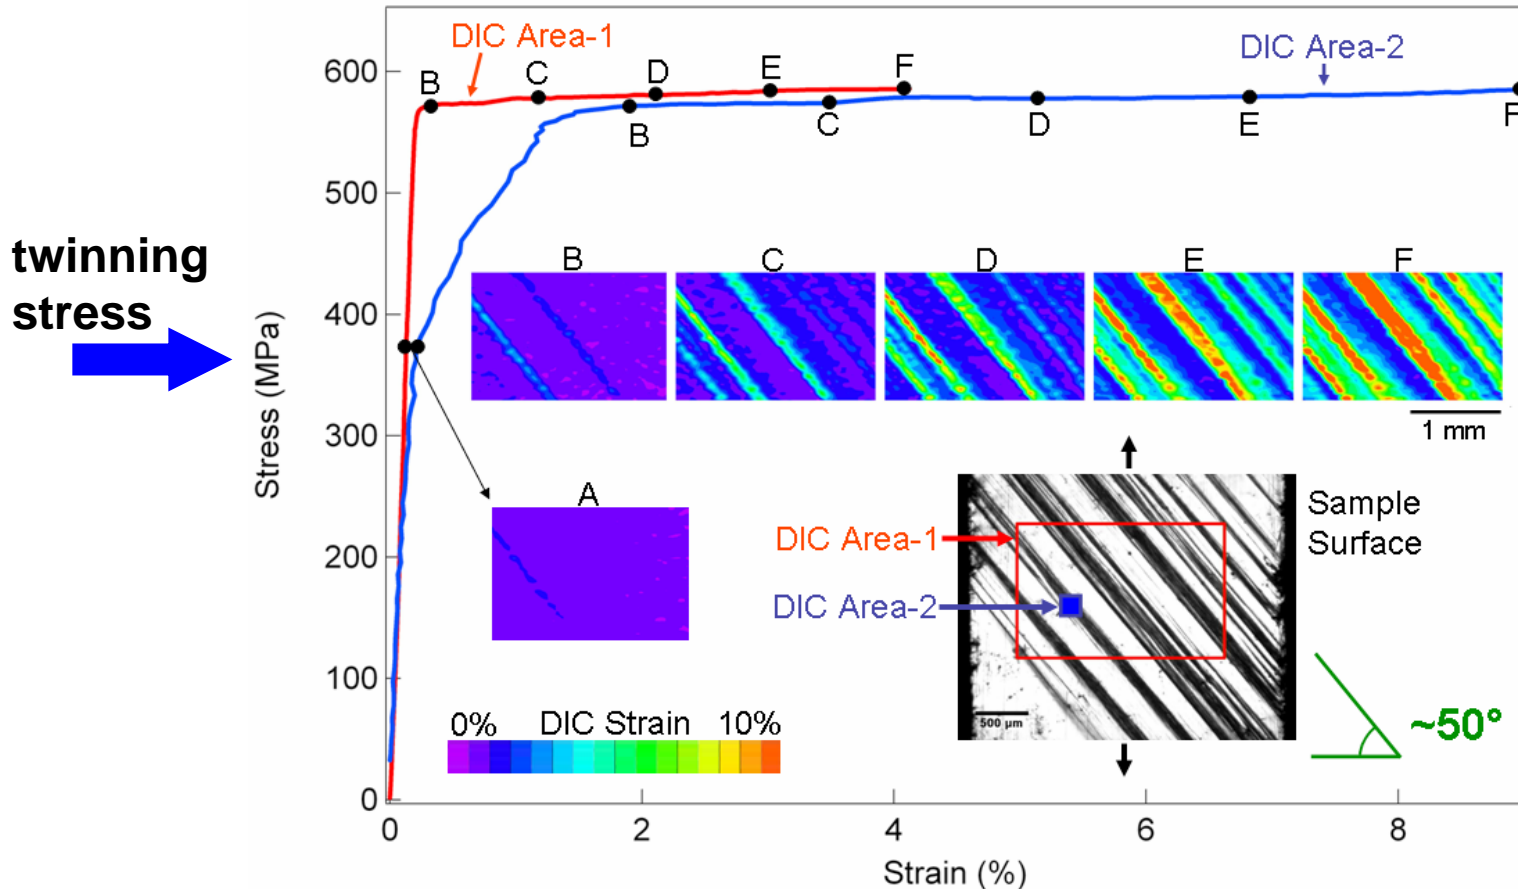 DIC Area-1
DIC Area-2
600
B
C
D
E
F
B
C
D
E
F
500
twinning
stress
400
B
C
D
E
F
1 mm
Stress (MPa)
300
A
Sample
Surface
DIC Area-1
200
DIC Area-2
100
0% DIC Strain 10%
500 µm
~50°
0
0
2
4
6
8
Strain (%)